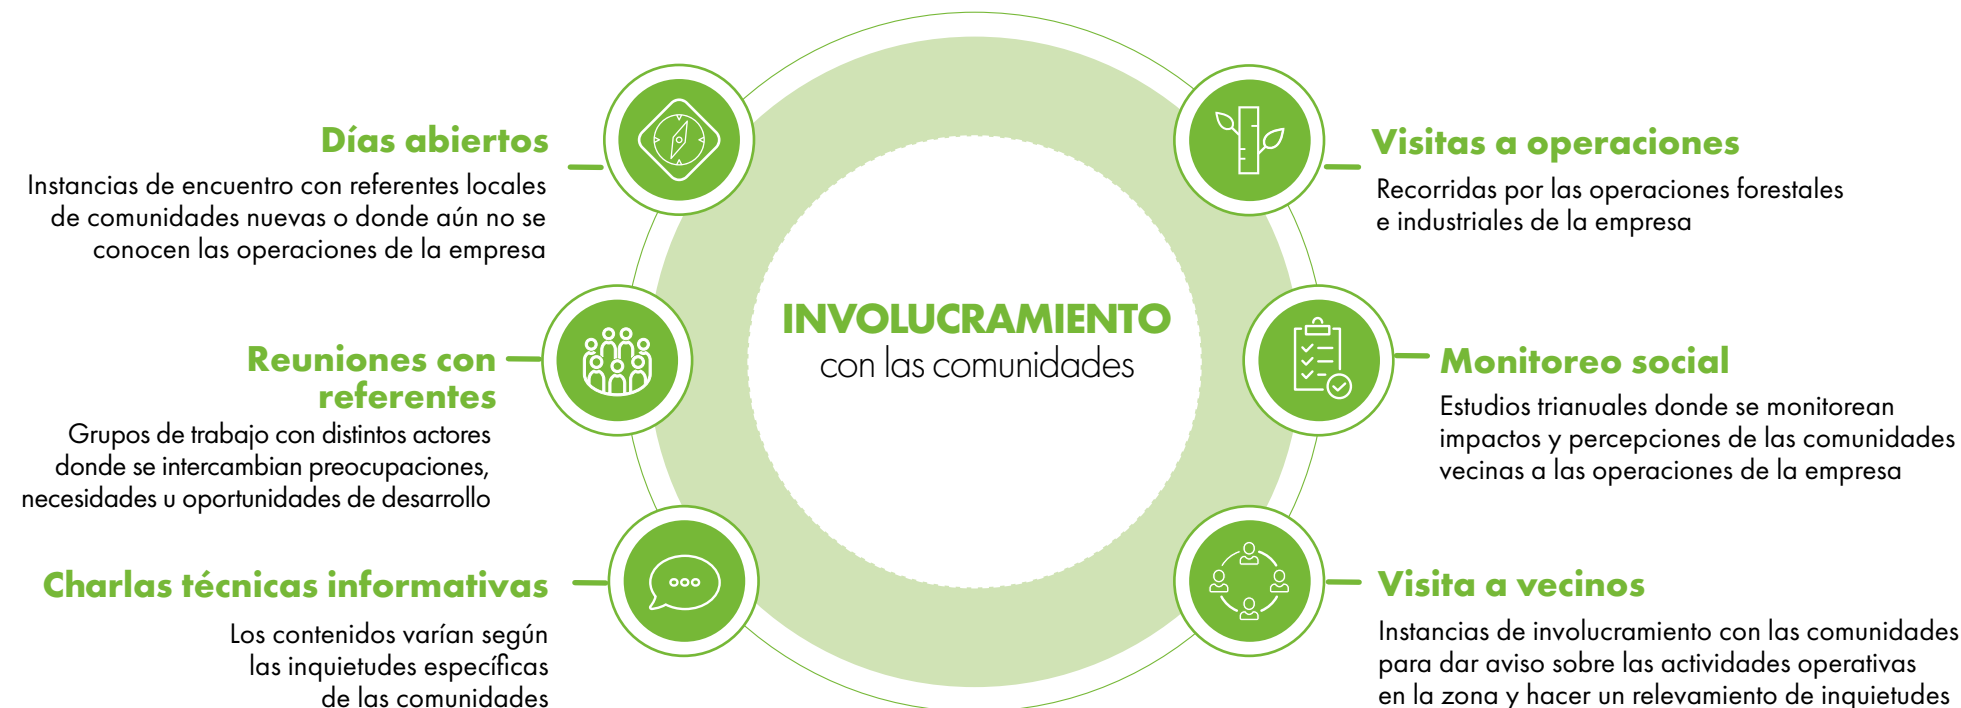 Días abiertos
Instancias de encuentro con referentes locales
de comunidades nuevas o donde aún no se
conocen las operaciones de la empresa
Reuniones con
referentes
Grupos de trabajo con distintos actores
donde se intercambian preocupaciones,
necesidades u oportunidades de desarrollo
Charlas técnicas informativas
Los contenidos varían según
las inquietudes específicas
de las comunidades
INVOLUCRAMIENTO
con las comunidades
Visitas a operaciones
Recorridas por las operaciones forestales
e industriales de la empresa
Monitoreo social
Estudios trianuales donde se monitorean
impactos y percepciones de las comunidades
vecinas a las operaciones de la empresa
Visita a vecinos
Instancias de involucramiento con las comunidades
para dar aviso sobre las actividades operativas
en la zona y hacer un relevamiento de inquietudes